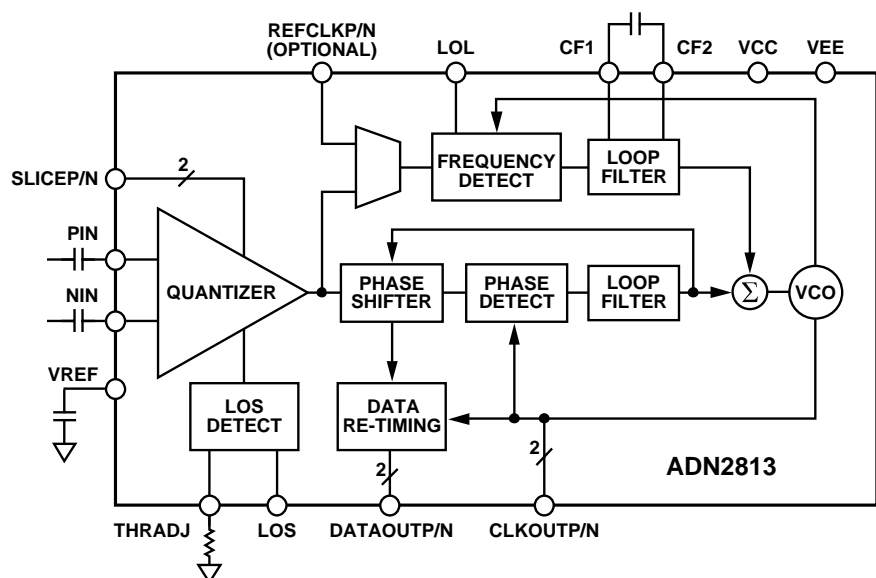 REFCLKP/N
(OPTIONAL)
LOL
CF1
CF2
VCC
VEE
SLICEP/N
2
FREQUENCY
DETECT
LOOP
FILTER
PIN
QUANTIZER
PHASE
SHIFTER
PHASE
DETECT
LOOP
FILTER
Σ
VCO
NIN
VREF
LOS
DETECT
DATA
RE-TIMING
2
2
ADN2813
THRADJ
LOS
DATAOUTP/N
CLKOUTP/N